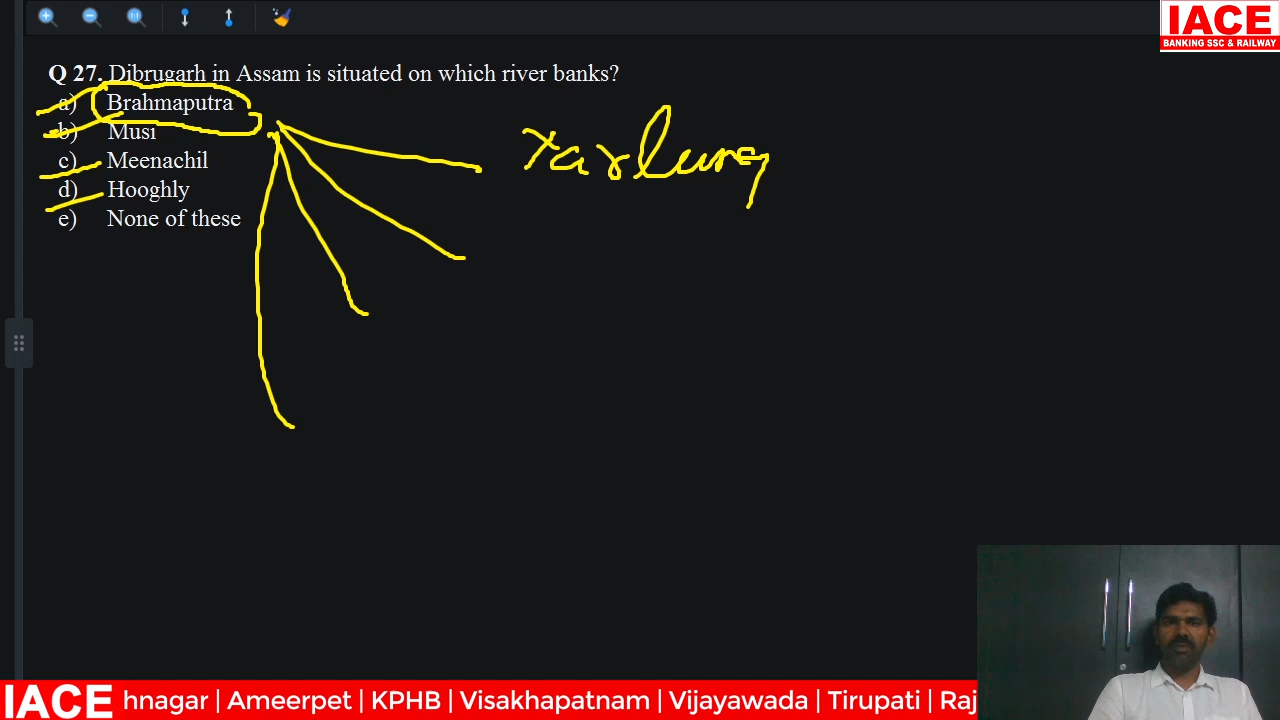 IACE
BANKING SSC & RAILWAY
Q 27. Dibrugarh in Assam is situated on which river banks?
a) Brahmaputra
b) Musi
c) Meenachil
d) Hooghly
e) None of these
Yarlung
IACE hnagar | Ameerpet | KPHB | Visakhapatnam | Vijayawada | Tirupati | Raj